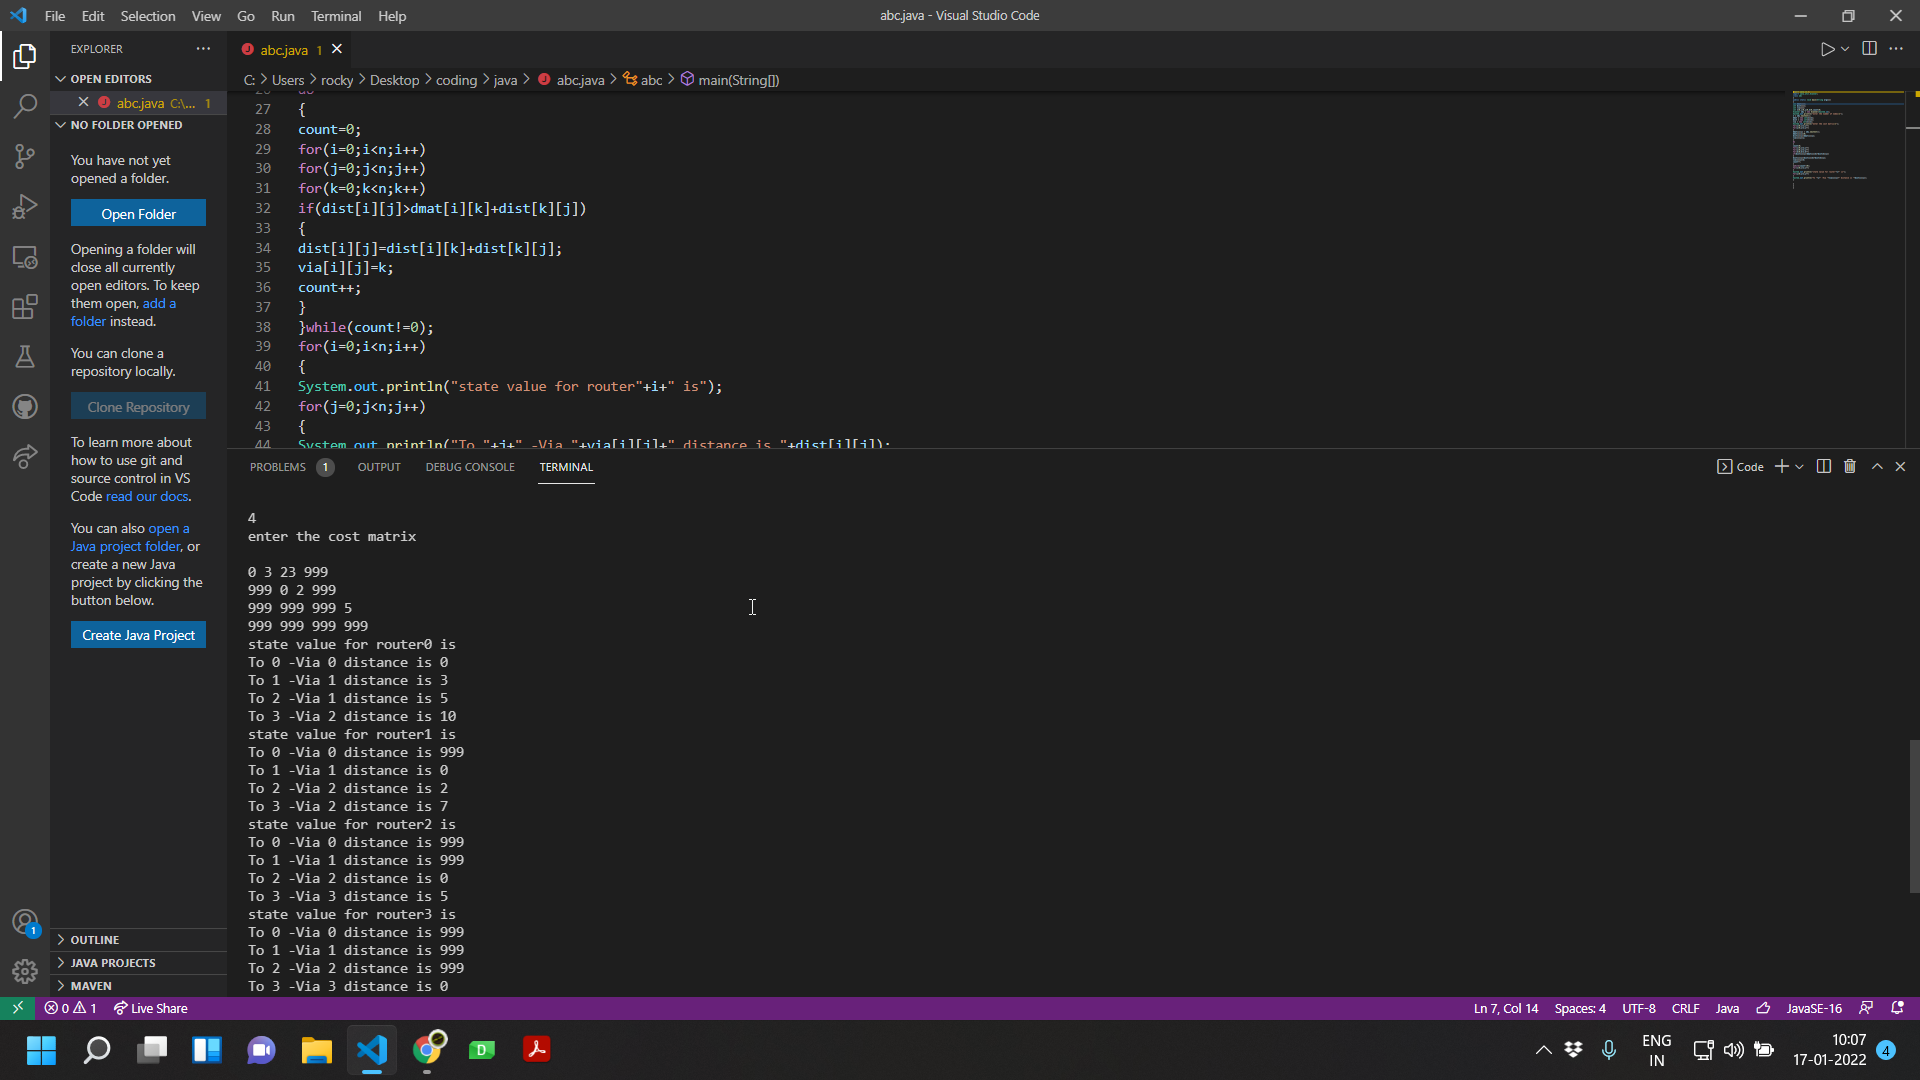 File Edit Selection View Go Run Terminal Help
abc.java - Visual Studio Code
EXPLORER
OPEN EDITORS
abc.java C:\... 1
NO FOLDER OPENED
You have not yet
opened a folder.
Open Folder
Opening a folder will
close all currently
open editors. To keep
them open, add a
folder instead.
You can clone a
repository locally.
Clone Repository
To learn more about
how to use git and
source control in VS
Code read our docs.
You can also open a
Java project folder, or
create a new Java
project by clicking the
button below.
Create Java Project
OUTLINE
JAVA PROJECTS
MAVEN
abc.java 1
C: > Users > rocky > Desktop > coding > java > abc.java > abc > main(String[])
27 {
28 count=0;
29 for(i=0;i<n;i++)
30 for(j=0;j<n;j++)
31 for(k=0;k<n;k++)
32 if(dist[i][j]>dmat[i][k]+dist[k][j])
33 {
34 dist[i][j]=dist[i][k]+dist[k][j];
35 via[i][j]=k;
36 count++;
37 }
38 }while(count!=0);
39 for(i=0;i<n;i++)
40 {
41 System.out.println("state value for router"+i+" is");
42 for(j=0;j<n;j++)
43 {
44 System.out.println("To "+j+" -Via "+via[i][j]+" distance is "+dist[i][j]);
PROBLEMS 1 OUTPUT DEBUG CONSOLE TERMINAL
Code
4
enter the cost matrix
0 3 23 999
999 0 2 999
999 999 999 5
999 999 999 999
state value for router0 is
To 0 -Via 0 distance is 0
To 1 -Via 1 distance is 3
To 2 -Via 1 distance is 5
To 3 -Via 2 distance is 10
state value for router1 is
To 0 -Via 0 distance is 999
To 1 -Via 1 distance is 0
To 2 -Via 2 distance is 2
To 3 -Via 2 distance is 7
state value for router2 is
To 0 -Via 0 distance is 999
To 1 -Via 1 distance is 999
To 2 -Via 2 distance is 0
To 3 -Via 3 distance is 5
state value for router3 is
To 0 -Via 0 distance is 999
To 1 -Via 1 distance is 999
To 2 -Via 2 distance is 999
To 3 -Via 3 distance is 0
1
0 1 Live Share
Ln 7, Col 14 Spaces: 4 UTF-8 CRLF Java JavaSE-16
D
ENG
IN
10:07
17-01-2022
4